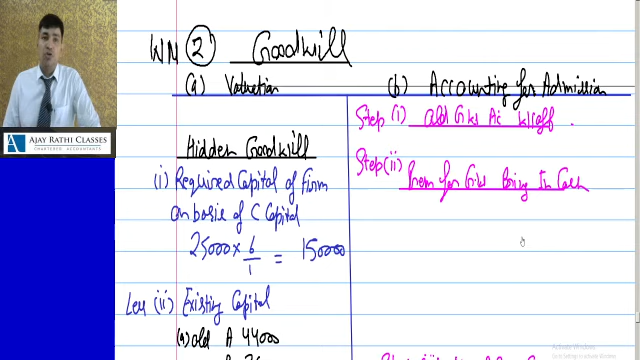 WN 2 Goodwill
(a) Valuation
(b) Accounting for Admission
Hidden Goodwill
(i) Required Capital of firm
on basis of C Capital
25000 × 6/1 = 150000
Less (ii) Existing Capital
(a) old A 44000
Step (i) old G/w A/c w/off.
Step (ii) Prem for G/w Bring In Cash
AJAY RATHI CLASSES
CHARTERED ACCOUNTANTS
Activate Windows